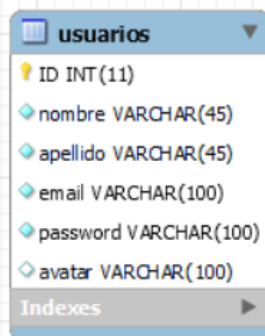 usuarios
ID INT(11)
nombre VARCHAR(45)
apellido VARCHAR(45)
email VARCHAR(100)
password VARCHAR(100)
avatar VARCHAR(100)
Indexes